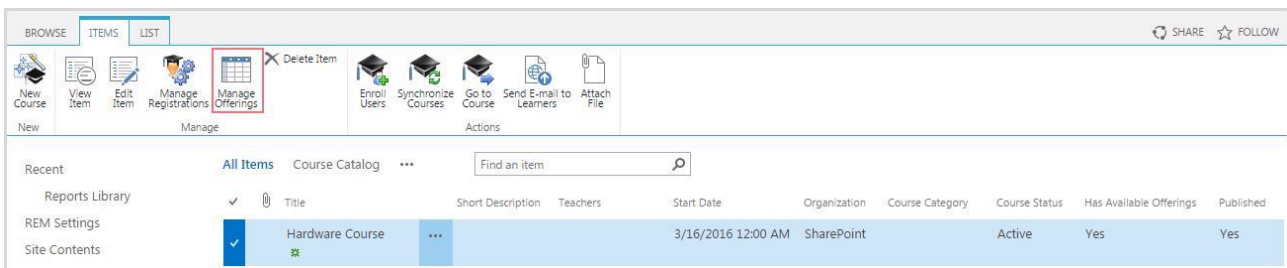 BROWSE ITEMS LIST SHARE FOLLOW
New Course
View Item
Edit Item
Manage Registrations
Manage Offerings
Delete Item
Enroll Users
Synchronize Courses
Go to Course
Send E-mail to Learners
Attach File
New Manage Actions
Recent
Reports Library
REM Settings
Site Contents
All Items Course Catalog ••• Find an item
Title Short Description Teachers Start Date Organization Course Category Course Status Has Available Offerings Published
Hardware Course ••• 3/16/2016 12:00 AM SharePoint Active Yes Yes